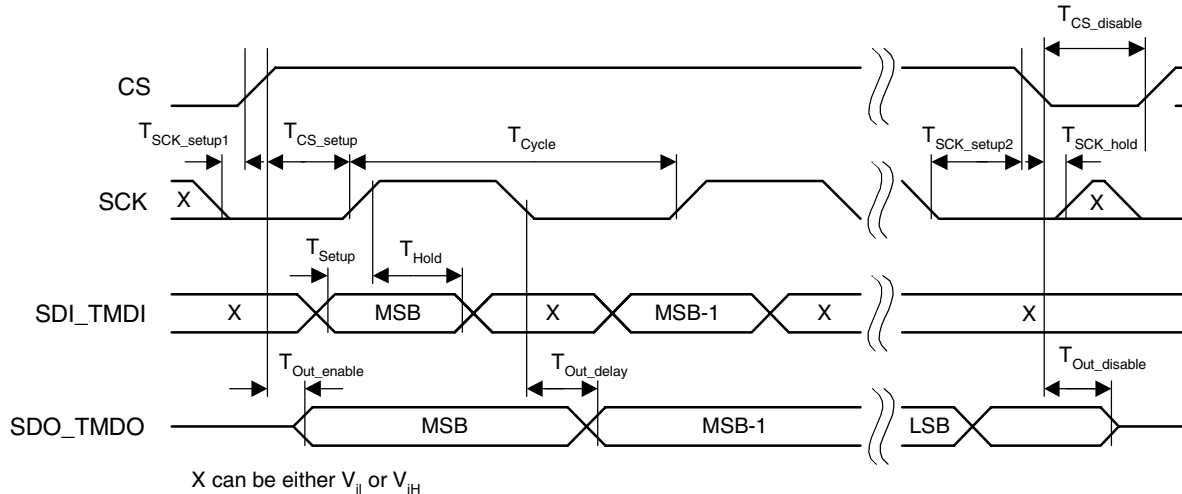 T_CS_disable
CS
T_SCK_setup1
T_CS_setup
T_Cycle
T_SCK_setup2
T_SCK_hold
SCK
X
X
T_Setup
T_Hold
SDI_TMDI
X
MSB
X
MSB-1
X
X
T_Out_enable
T_Out_delay
T_Out_disable
SDO_TMDO
MSB
MSB-1
LSB
X can be either V_il or V_iH